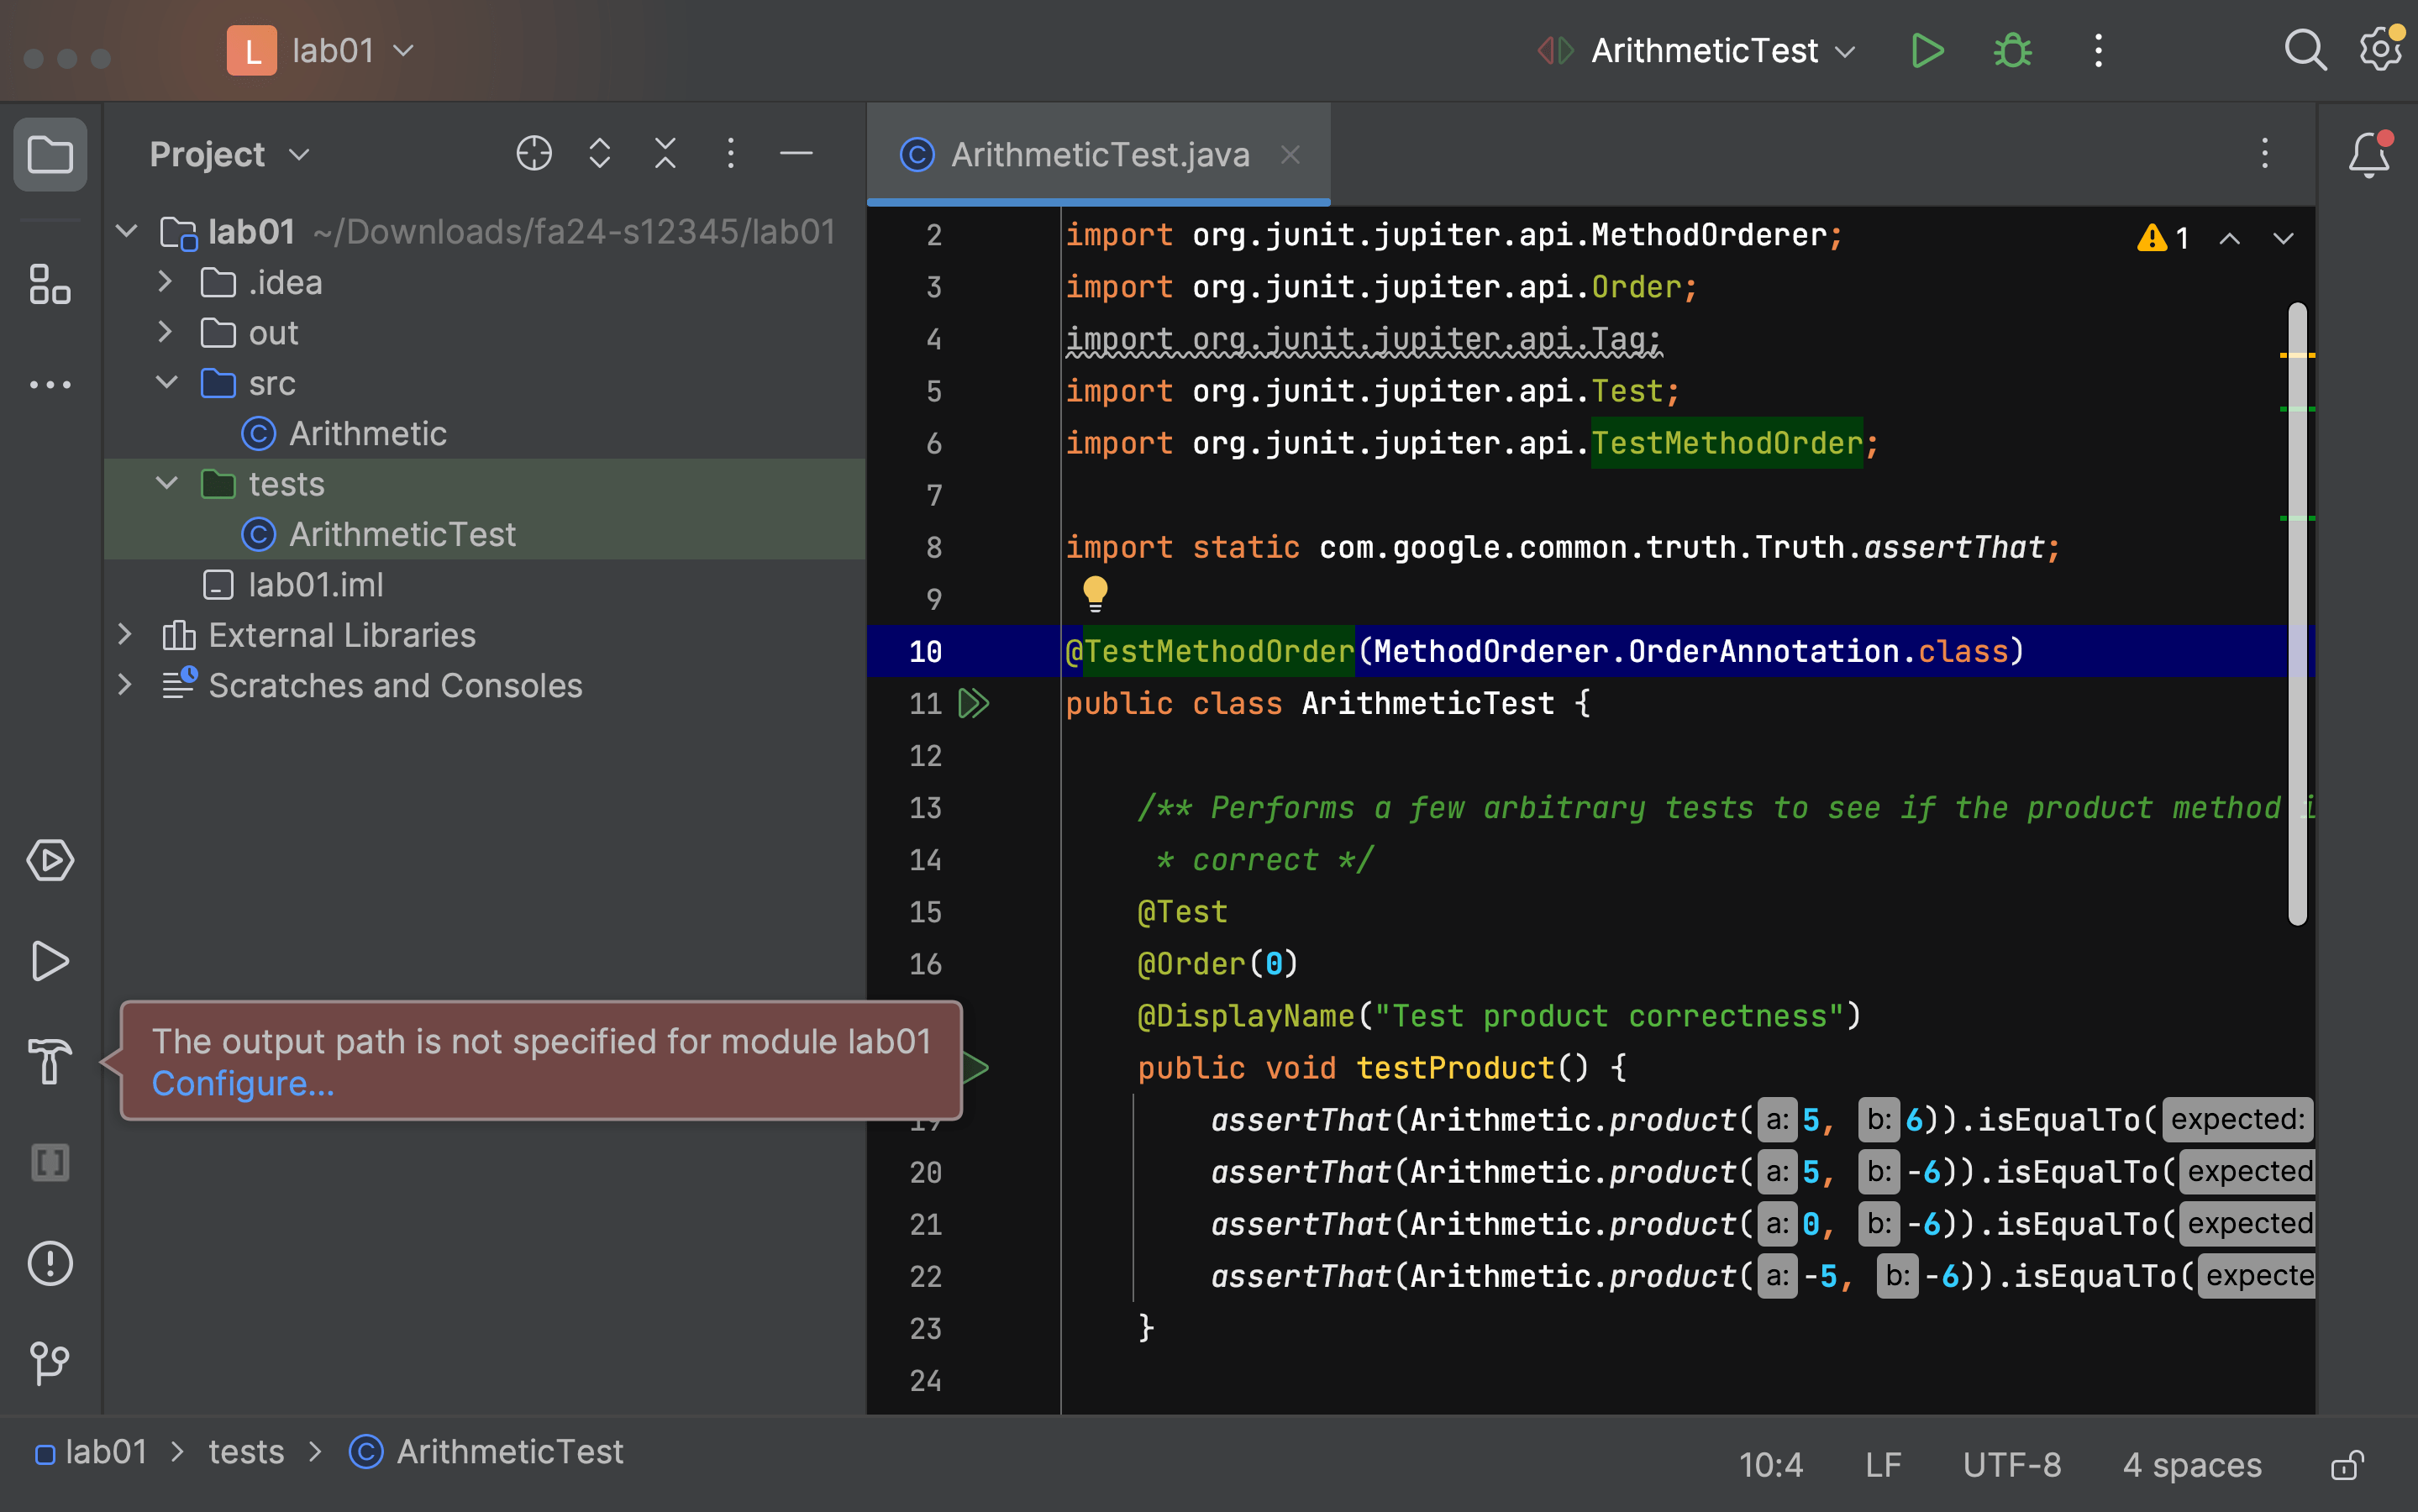 L lab01
ArithmeticTest
Project
lab01 ~/Downloads/fa24-s12345/lab01
.idea
out
src
Arithmetic
tests
ArithmeticTest
lab01.iml
External Libraries
Scratches and Consoles
ArithmeticTest.java
1
2 import org.junit.jupiter.api.MethodOrderer;
3 import org.junit.jupiter.api.Order;
4 import org.junit.jupiter.api.Tag;
5 import org.junit.jupiter.api.Test;
6 import org.junit.jupiter.api.TestMethodOrder;
7
8 import static com.google.common.truth.Truth.assertThat;
9
10 @TestMethodOrder(MethodOrderer.OrderAnnotation.class)
11 public class ArithmeticTest {
12
13 /** Performs a few arbitrary tests to see if the product method i
14 * correct */
15 @Test
16 @Order(0)
@DisplayName("Test product correctness")
public void testProduct() {
19 assertThat(Arithmetic.product( a: 5, b: 6)).isEqualTo( expected:
20 assertThat(Arithmetic.product( a: 5, b: -6)).isEqualTo( expected
21 assertThat(Arithmetic.product( a: 0, b: -6)).isEqualTo( expected
22 assertThat(Arithmetic.product( a: -5, b: -6)).isEqualTo( expecte
23 }
24
The output path is not specified for module lab01
Configure...
lab01 > tests > ArithmeticTest
10:4 LF UTF-8 4 spaces